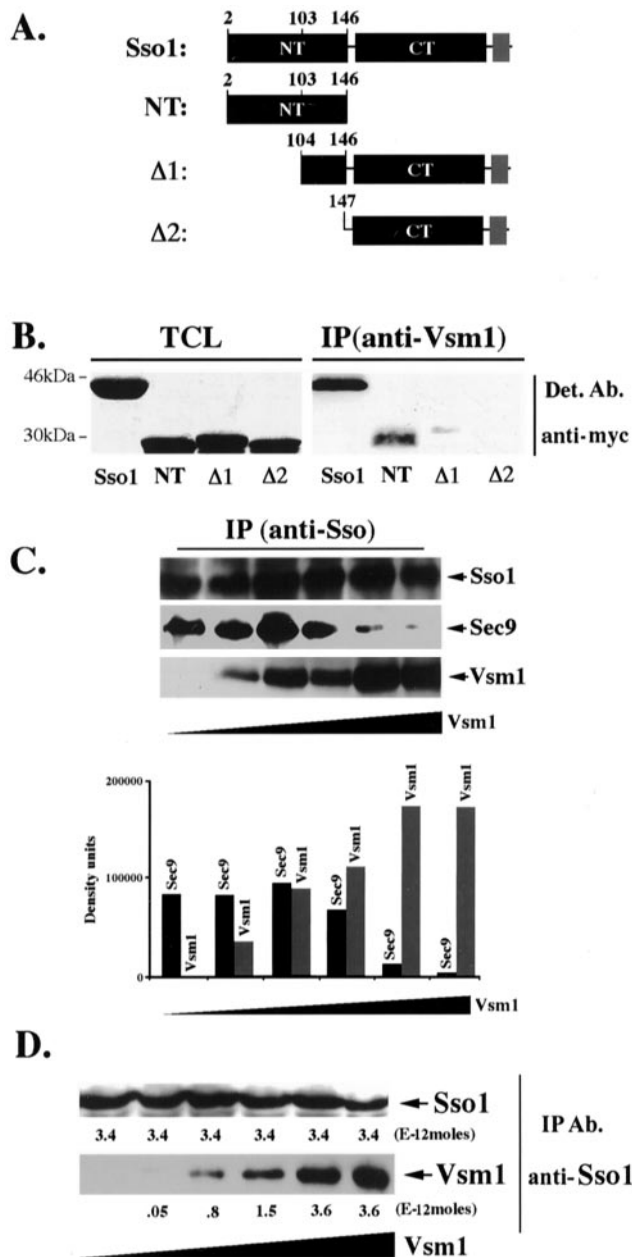 A.
2 103 146
Sso1: NT CT
2 103 146
NT: NT
104 146
Δ1: CT
147
Δ2: CT
B.
TCL IP(anti-Vsm1)
46kDa Det. Ab.
30kDa anti-myc
Sso1 NT Δ1 Δ2 Sso1 NT Δ1 Δ2
C.
IP (anti-Sso)
Sso1
Sec9
Vsm1
Vsm1
200000
100000
0
Density units
Sec9 Vsm1 Sec9 Vsm1 Sec9 Vsm1 Sec9 Vsm1 Sec9 Vsm1 Sec9 Vsm1
Vsm1
D.
Sso1
3.4 3.4 3.4 3.4 3.4 3.4 (E-12moles)
IP Ab.
Vsm1 anti-Sso1
.05 .8 1.5 3.6 3.6 (E-12moles)
Vsm1